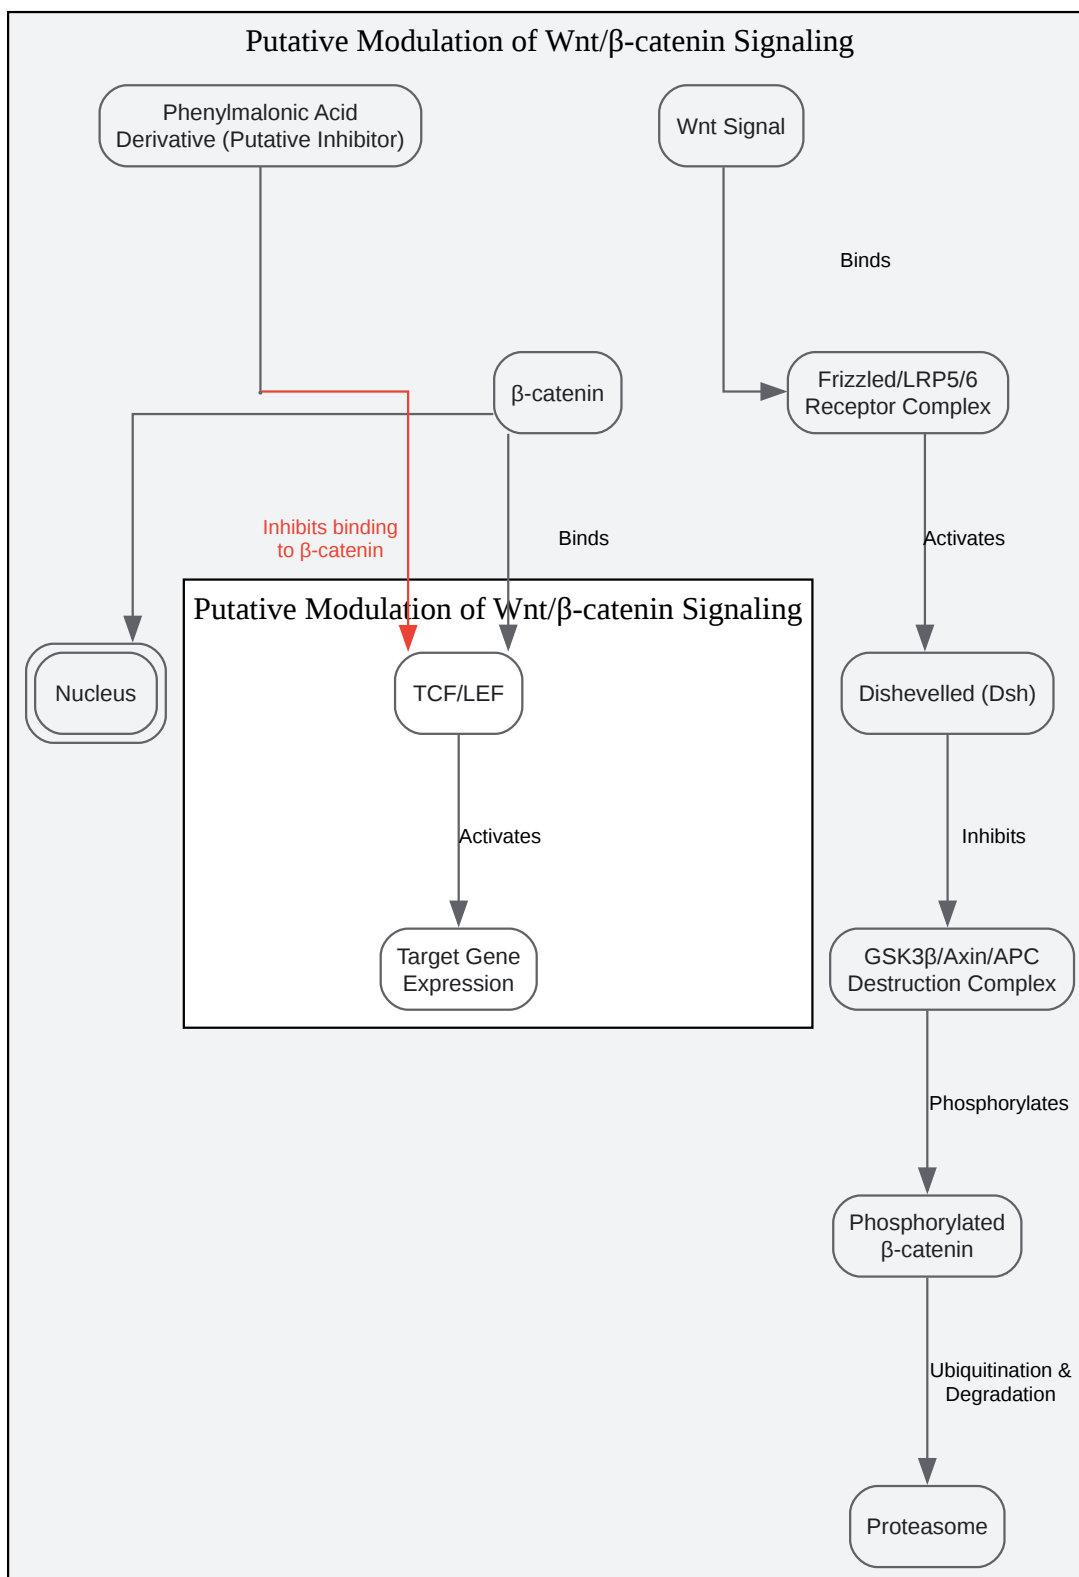 Putative Modulation of Wnt/β-catenin Signaling
Phenylmalonic Acid
Derivative (Putative Inhibitor)
Wnt Signal
Binds
β-catenin
Frizzled/LRP5/6
Receptor Complex
Inhibits binding
to β-catenin
Binds
Activates
Putative Modulation of Wnt/β-catenin Signaling
Nucleus
TCF/LEF
Dishevelled (Dsh)
Activates
Inhibits
Target Gene
Expression
GSK3β/Axin/APC
Destruction Complex
Phosphorylates
Phosphorylated
β-catenin
Ubiquitination &
Degradation
Proteasome